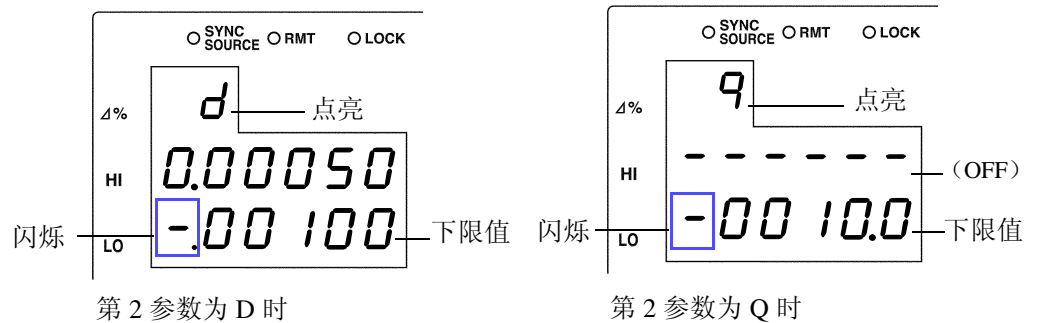 SYNC SOURCE RMT LOCK
d 点亮
⊿%
HI 0.00050
闪烁 LO -.00100 下限值
第 2 参数为 D 时
SYNC SOURCE RMT LOCK
q 点亮
⊿%
HI - - - - - - （OFF）
闪烁 LO -0010.0 下限值
第 2 参数为 Q 时